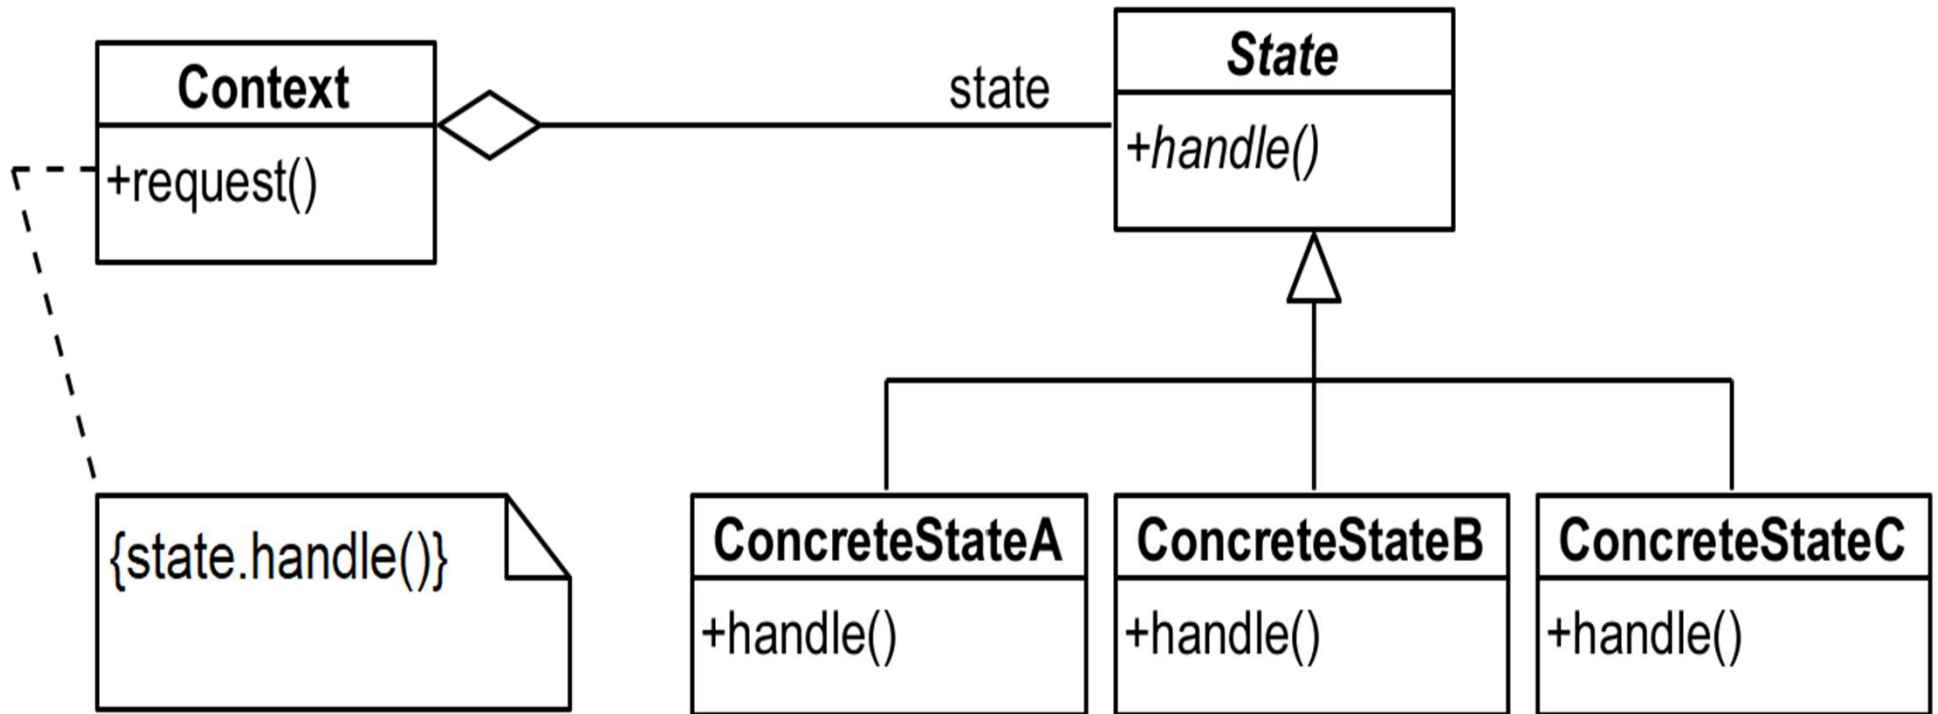 Context
+request()
state
State
+handle()
{state.handle()}
ConcreteStateA
+handle()
ConcreteStateB
+handle()
ConcreteStateC
+handle()